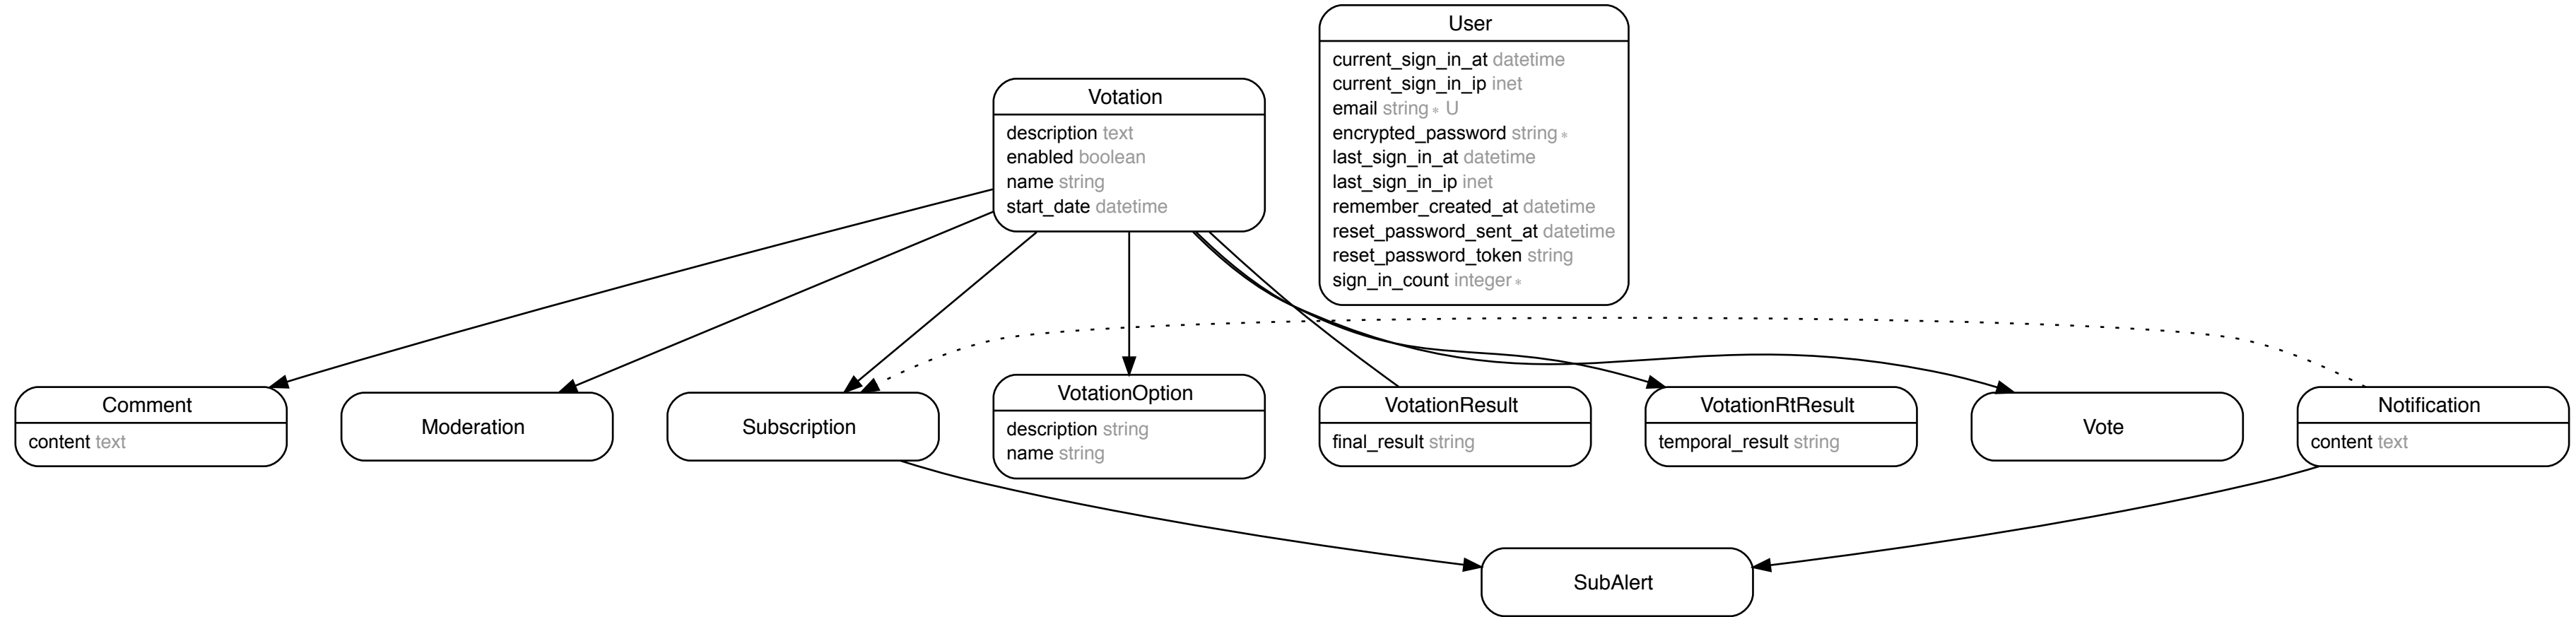 User
current_sign_in_at datetime
current_sign_in_ip inet
email string * U
encrypted_password string *
last_sign_in_at datetime
last_sign_in_ip inet
remember_created_at datetime
reset_password_sent_at datetime
reset_password_token string
sign_in_count integer *
Votation
description text
enabled boolean
name string
start_date datetime
Comment
content text
Moderation
Subscription
VotationOption
description string
name string
VotationResult
final_result string
VotationRtResult
temporal_result string
Vote
Notification
content text
SubAlert